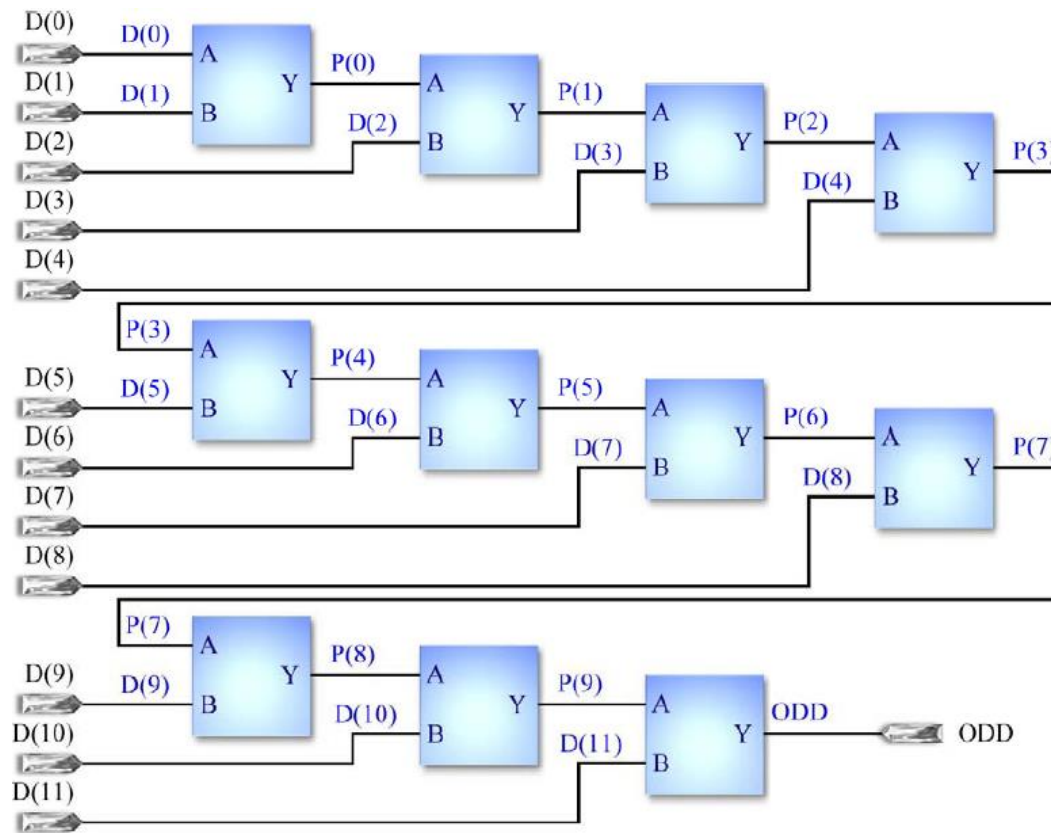 D(0)
D(0)
A
Y
D(1)
D(1)
B
P(0)
A
Y
D(2)
D(2)
B
P(1)
A
Y
D(3)
D(3)
B
P(2)
A
Y
P(3)
D(4)
D(4)
B
P(3)
A
Y
D(5)
D(5)
B
P(4)
A
Y
D(6)
D(6)
B
P(5)
A
Y
D(7)
D(7)
B
P(6)
A
Y
P(7)
D(8)
D(8)
B
P(7)
A
Y
D(9)
D(9)
B
P(8)
A
Y
D(10)
D(10)
B
P(9)
A
Y
D(11)
D(11)
B
ODD
ODD